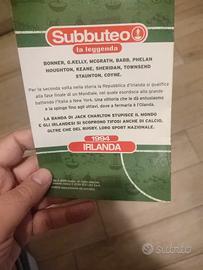 Subbuteo
la leggenda
BONNER, G.KELLY, MCGRATH, BABB, PHELAN
HOUGHTON, KEANE, SHERIDAN, TOWNSEND
STAUNTON, COYNE.
Per la seconda volta nella storia la Repubblica d'Irlanda si qualifica
alla fase finale di un Mondiale, nel quale esordisce alla grande
battendo l'Italia a New York. Una vittoria che le dà entusiasmo
e la spinge fino agli ottavi, dove a fermarla è l'Olanda.
LA BANDA DI JACK CHARLTON STUPISCE IL MONDO
E GLI IRLANDESI SI SCOPRONO TIFOSI ANCHE DI CALCIO,
OLTRE CHE DEL RUGBY, LORO SPORT NAZIONALE.
1994
IRLANDA
subito